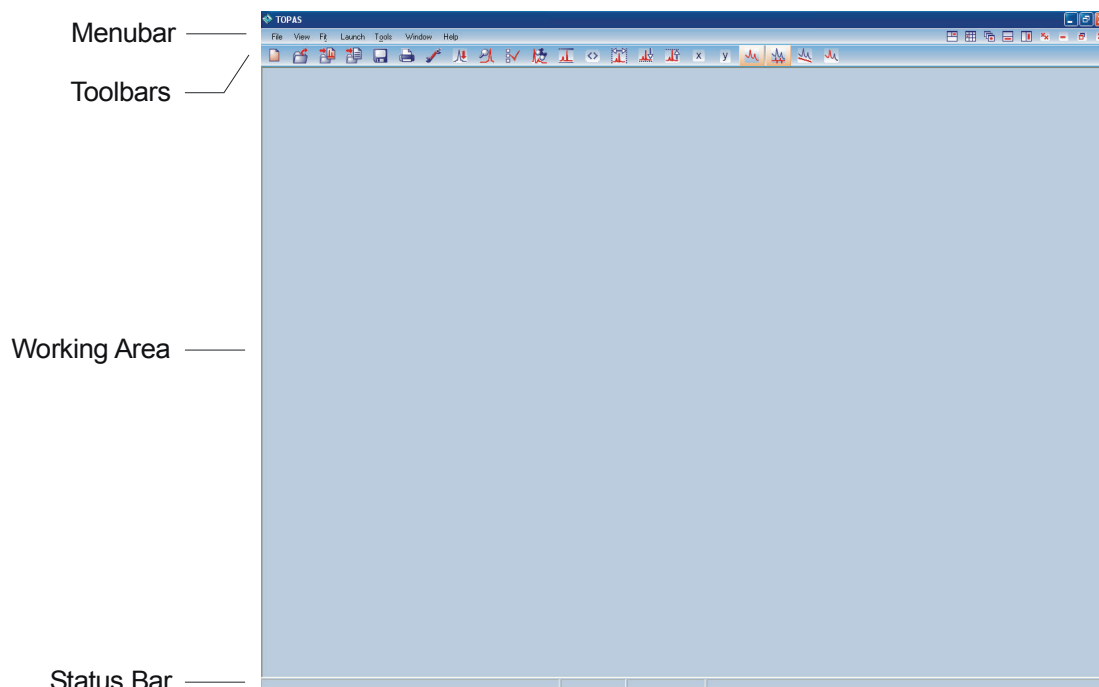 TOPAS
Menubar
File View Fit Launch Tools Window Help
x y
Toolbars
Working Area
Status Bar